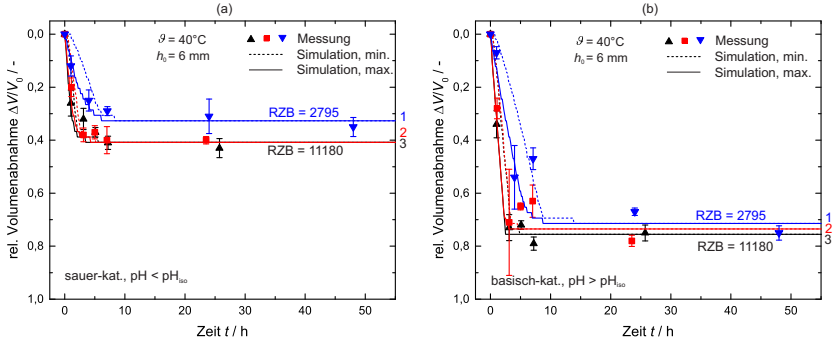 (a)
rel. Volumenabnahme ΔV/V₀ / -
0,0
0,2
0,4
0,6
0,8
1,0
ϑ = 40°C
h₀ = 6 mm
Messung
Simulation, min.
Simulation, max.
RZB = 2795
1
2
3
RZB = 11180
sauer-kat., pH < pHiso
0 10 20 30 40 50
Zeit t / h
(b)
rel. Volumenabnahme ΔV/V₀ / -
0,0
0,2
0,4
0,6
0,8
1,0
ϑ = 40°C
h₀ = 6 mm
Messung
Simulation, min.
Simulation, max.
RZB = 2795
1
2
3
RZB = 11180
basisch-kat., pH > pHiso
0 10 20 30 40 50
Zeit t / h